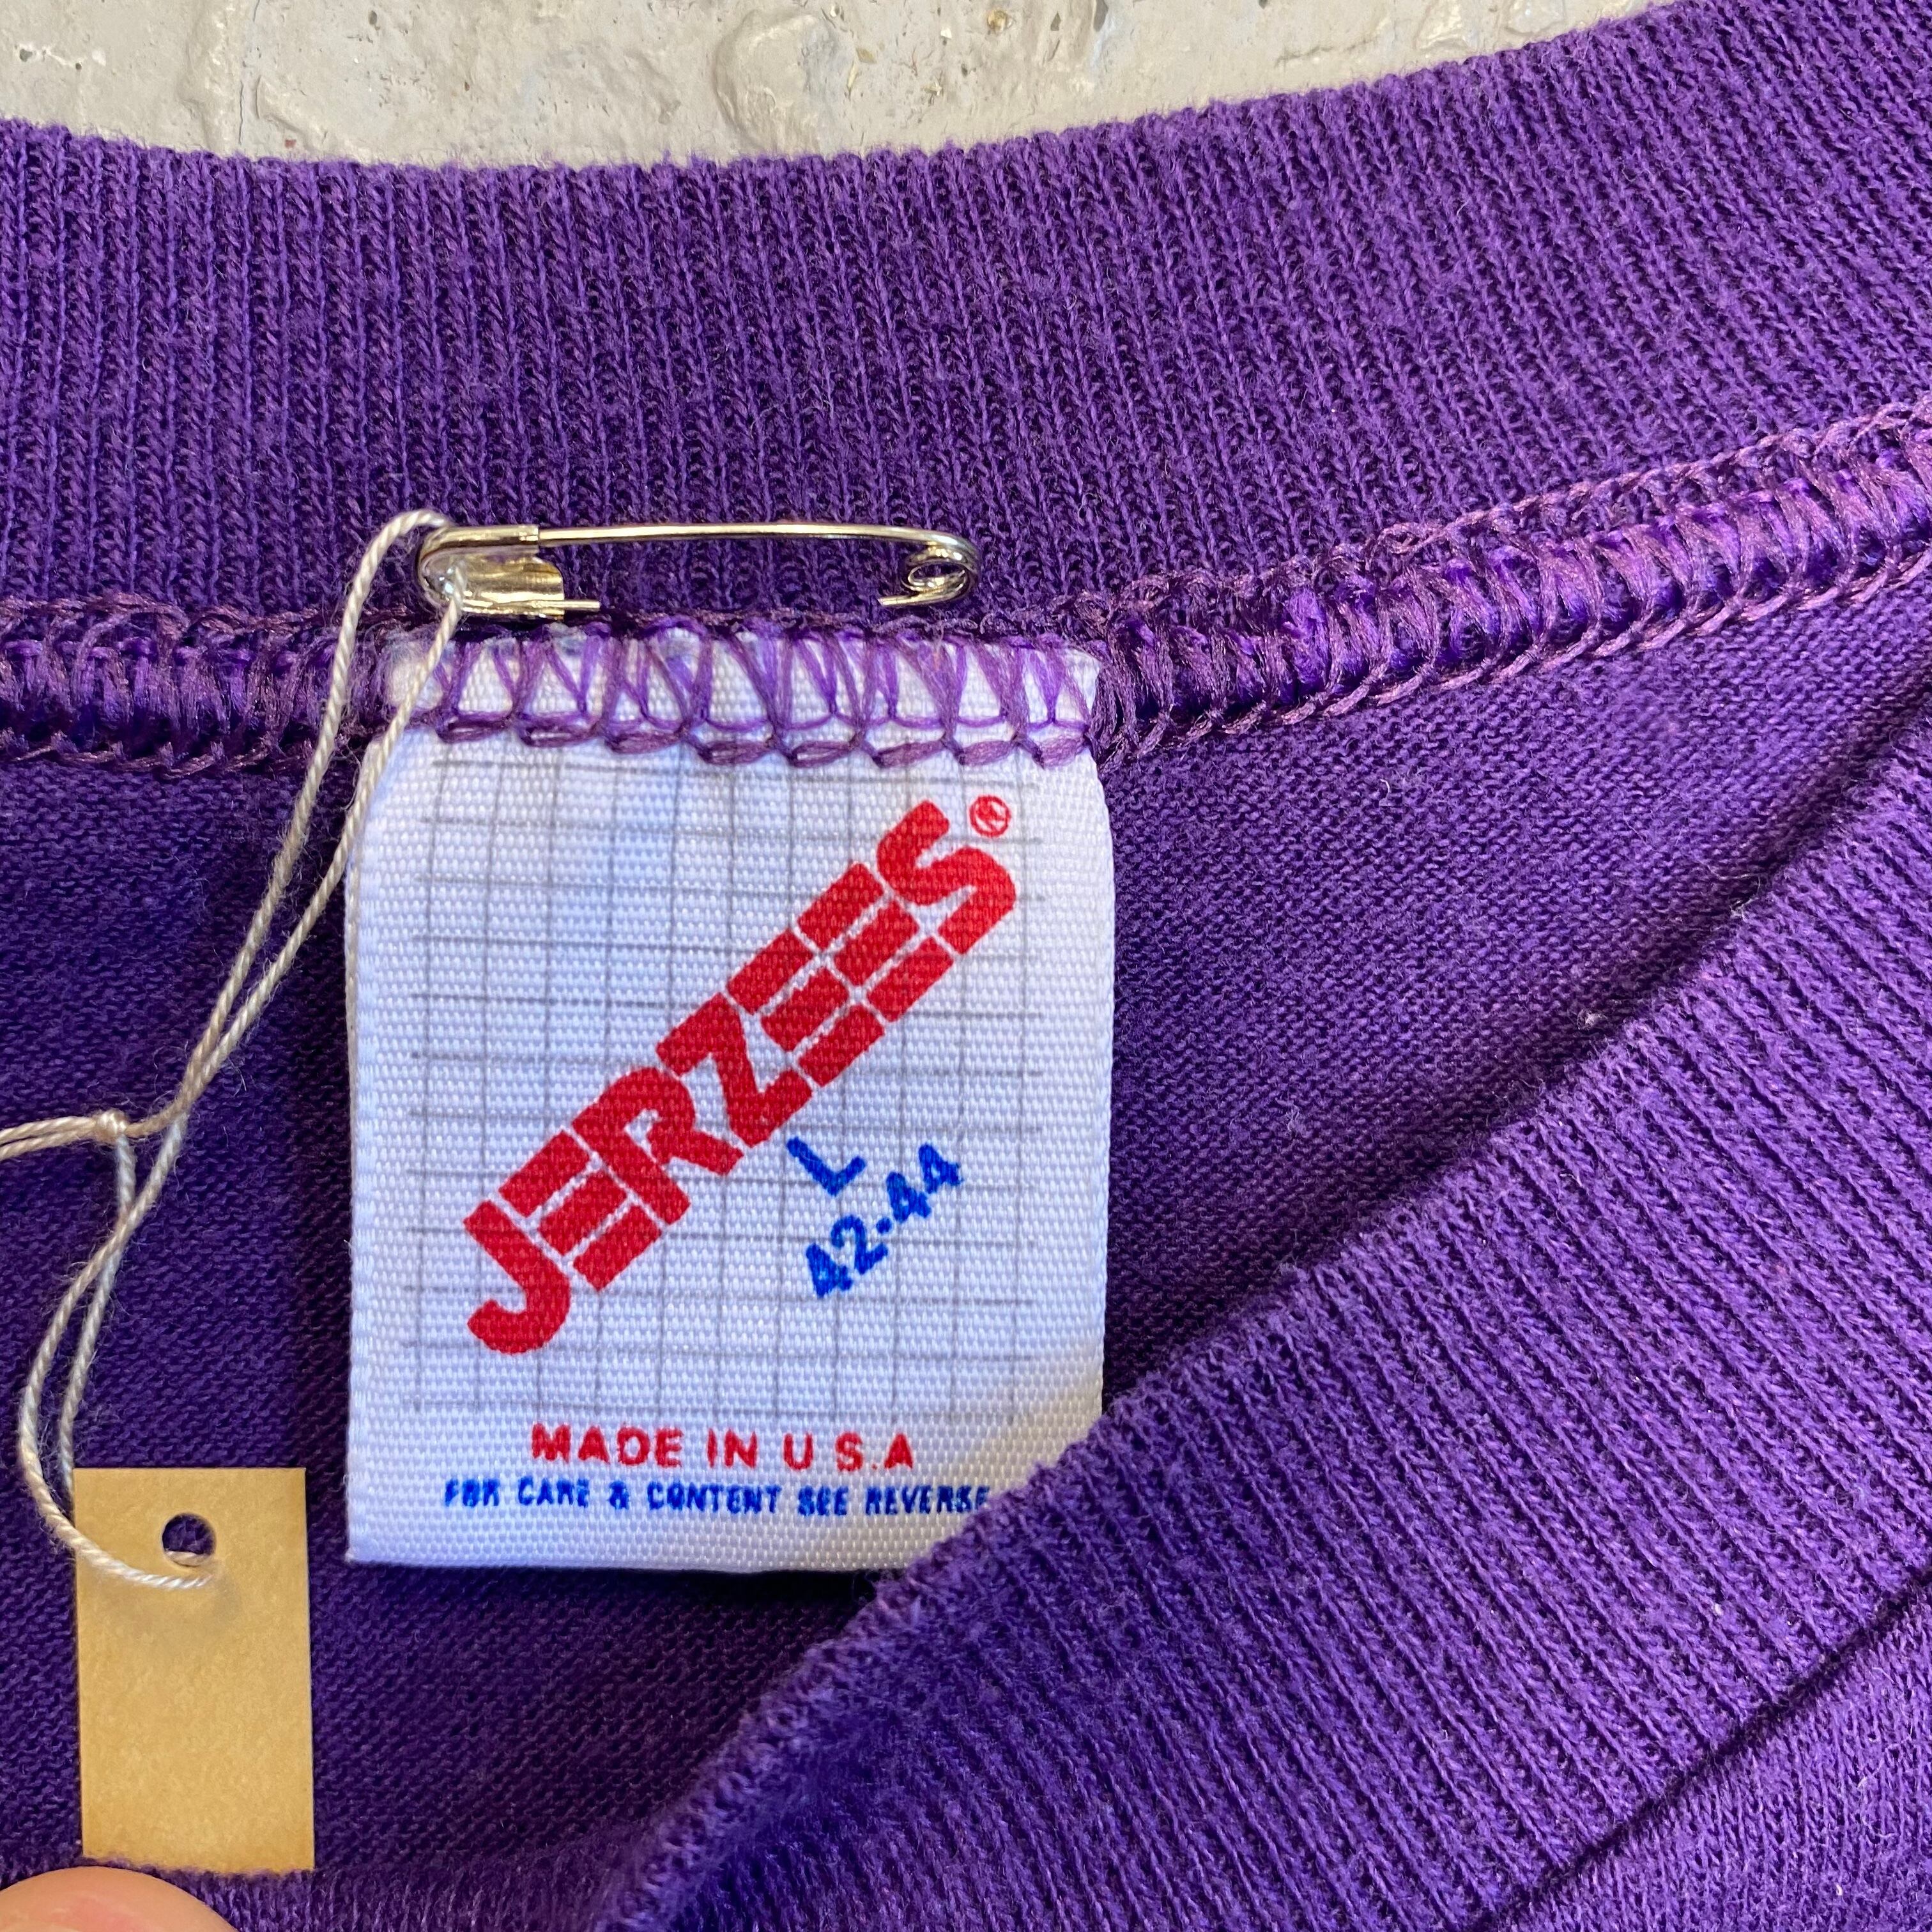 JERZEES®
L
42-44
MADE IN U.S.A
FOR CARE & CONTENT SEE REVERSE